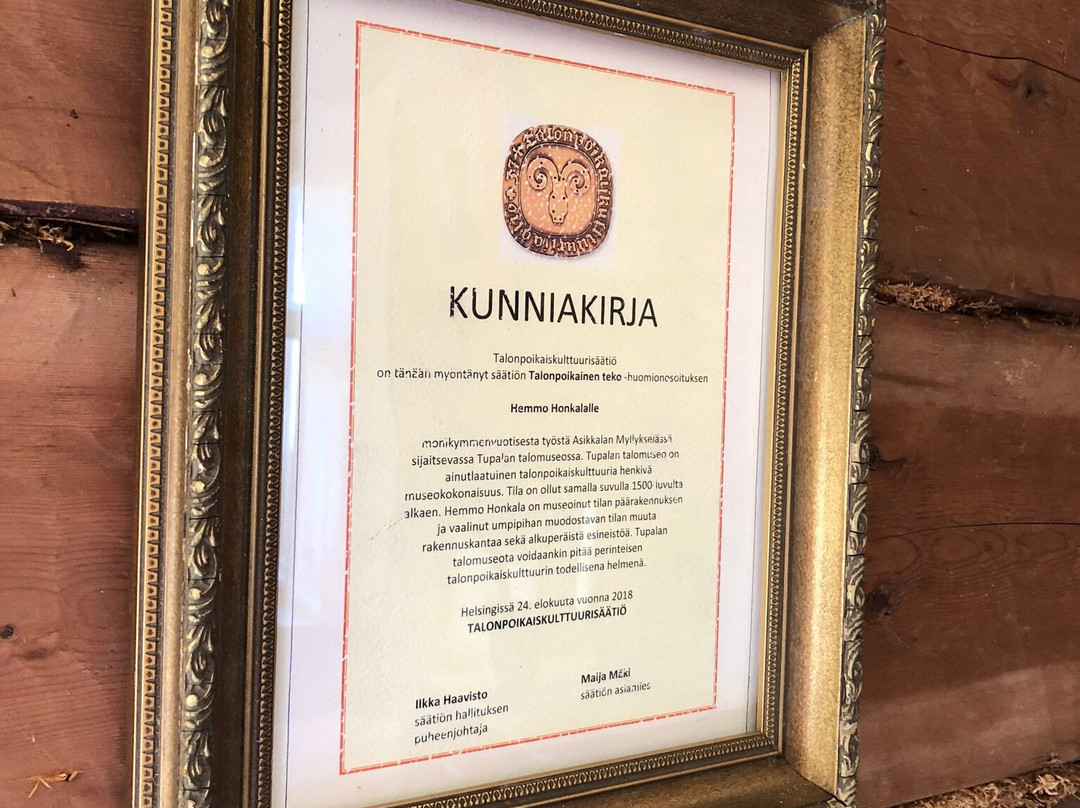 KUNNIAKIRJA
Talonpoikaiskulttuurisäätiö
on tänään myöntänyt säätiön Talonpoikainen teko -huomionosoituksen
Hemmo Honkalalle
monikymmenvuotisesta työstä Asikkalan Myllykselässä
sijaitsevassa Tupalan talomuseossa. Tupalan talomuseo on
ainutlaatuinen talonpoikaiskulttuuria henkivä
museokokonaisuus. Tila on ollut samalla suvulla 1500-luvulta
alkaen. Hemmo Honkala on museoinut tilan päärakennuksen
ja vaalinut umpipihan muodostavan tilan muuta
rakennuskantaa sekä alkuperäistä esineistöä. Tupalan
talomuseota voidaankin pitää perinteisen
talonpoikaiskulttuurin todellisena helmenä.
Helsingissä 24. elokuuta vuonna 2018
TALONPOIKAISKULTTUURISÄÄTIÖ
Ilkka Haavisto
säätiön hallituksen
puheenjohtaja
Maija Mäki
säätiön asiamies